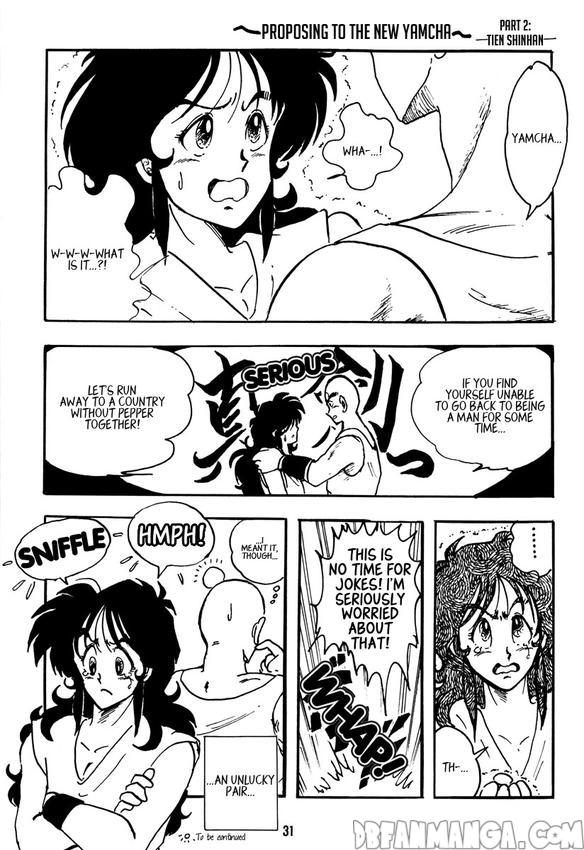 ~PROPOSING TO THE NEW YAMCHA~
PART 2:
—TIEN SHINHAN—
YAMCHA...
WHA-...!
W-W-W-WHAT
IS IT...?!
IF YOU FIND
YOURSELF UNABLE
TO GO BACK TO BEING
A MAN FOR SOME
TIME...
SERIOUS
LET'S RUN
AWAY TO A COUNTRY
WITHOUT PEPPER
TOGETHER!
........
TH-...
THIS IS
NO TIME FOR
JOKES! I'M
SERIOUSLY
WORRIED
ABOUT
THAT!
WHAP!
...I
MEANT IT,
THOUGH...
HMPH!
SNIFFLE
...AN UNLUCKY
PAIR...
To be continued
31
DBFANMANGA.COM